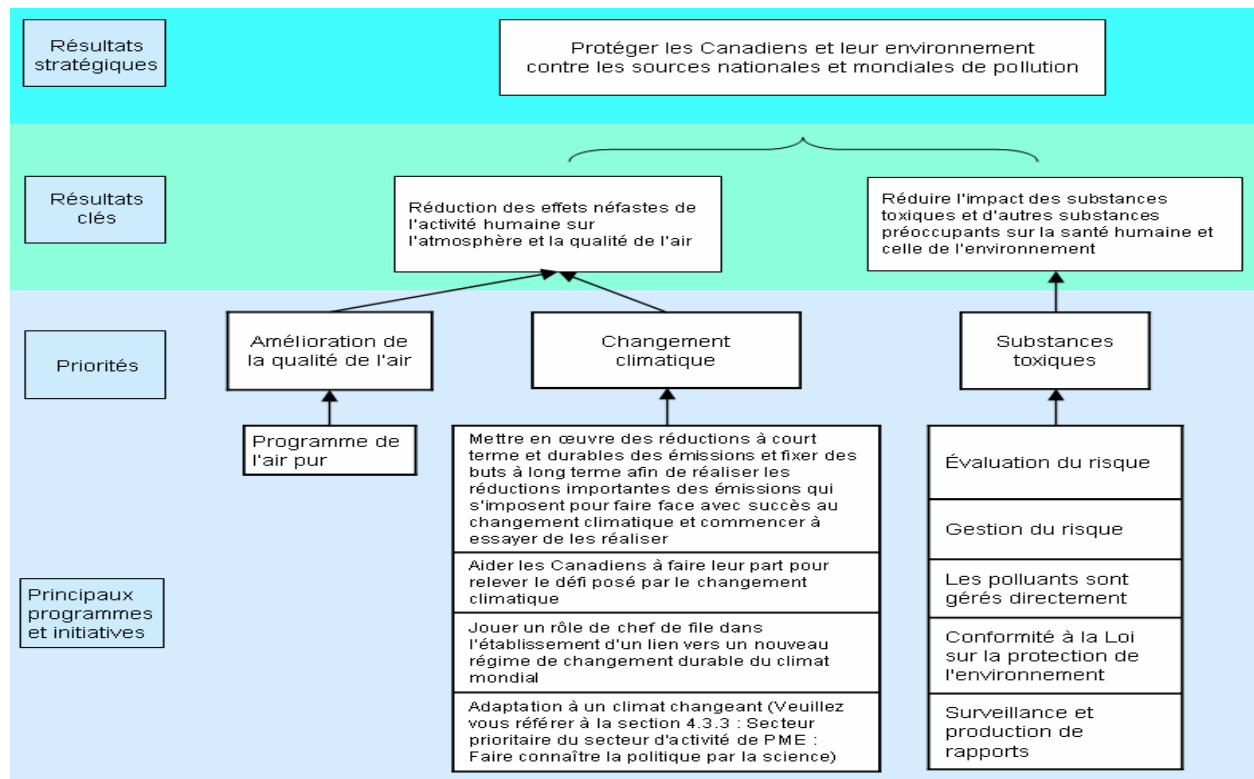 Résultats
stratégiques
Protéger les Canadiens et leur environnement
contre les sources nationales et mondiales de pollution
Résultats
clés
Réduction des effets néfastes de
l'activité humaine sur
l'atmosphère et la qualité de l'air
Réduire l'impact des substances
toxiques et d'autres substances
préoccupants sur la santé humaine et
celle de l'environnement
Priorités
Amélioration de
la qualité de l'air
Changement
climatique
Substances
toxiques
Principaux
programmes
et initiatives
Programme de
l'air pur
Mettre en œuvre des réductions à court
terme et durables des émissions et fixer des
buts à long terme afin de réaliser les
réductions importantes des émissions qui
s'imposent pour faire face avec succès au
changement climatique et commencer à
essayer de les réaliser
Aider les Canadiens à faire leur part pour
relever le défi posé par le changement
climatique
Jouer un rôle de chef de file dans
l'établissement d'un lien vers un nouveau
régime de changement durable du climat
mondial
Adaptation à un climat changeant (Veuillez
vous référer à la section 4.3.3 : Secteur
prioritaire du secteur d'activité de PME :
Faire connaître la politique par la science)
Évaluation du risque
Gestion du risque
Les polluants sont
gérés directement
Conformité à la Loi
sur la protection de
l'environnement
Surveillance et
production de
rapports